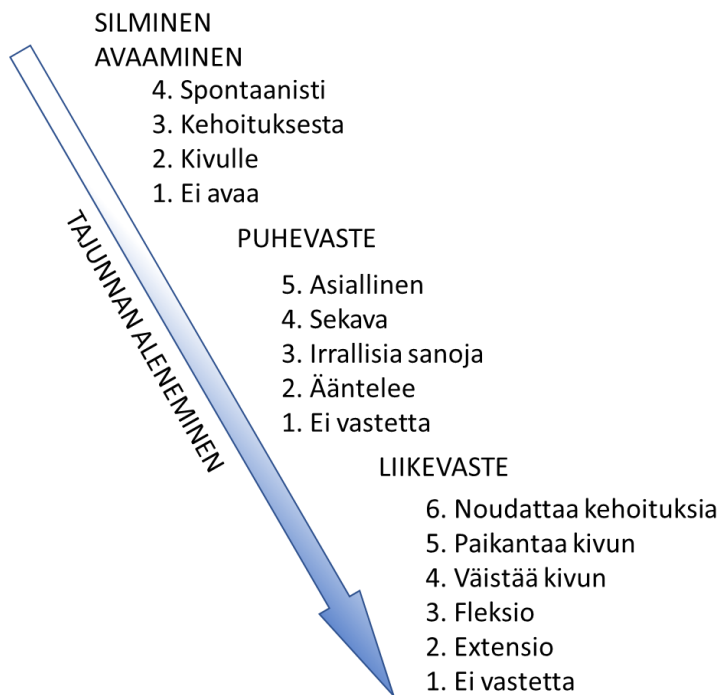 SILMINEN
AVAAMINEN
4. Spontaanisti
3. Kehoituksesta
2. Kivulle
1. Ei avaa
TAJUNNAN ALENEMINEN
PUHEVASTE
5. Asiallinen
4. Sekava
3. Irrallisia sanoja
2. Ääntelee
1. Ei vastetta
LIIKEVASTE
6. Noudattaa kehoituksia
5. Paikantaa kivun
4. Väistää kivun
3. Fleksio
2. Extensio
1. Ei vastetta